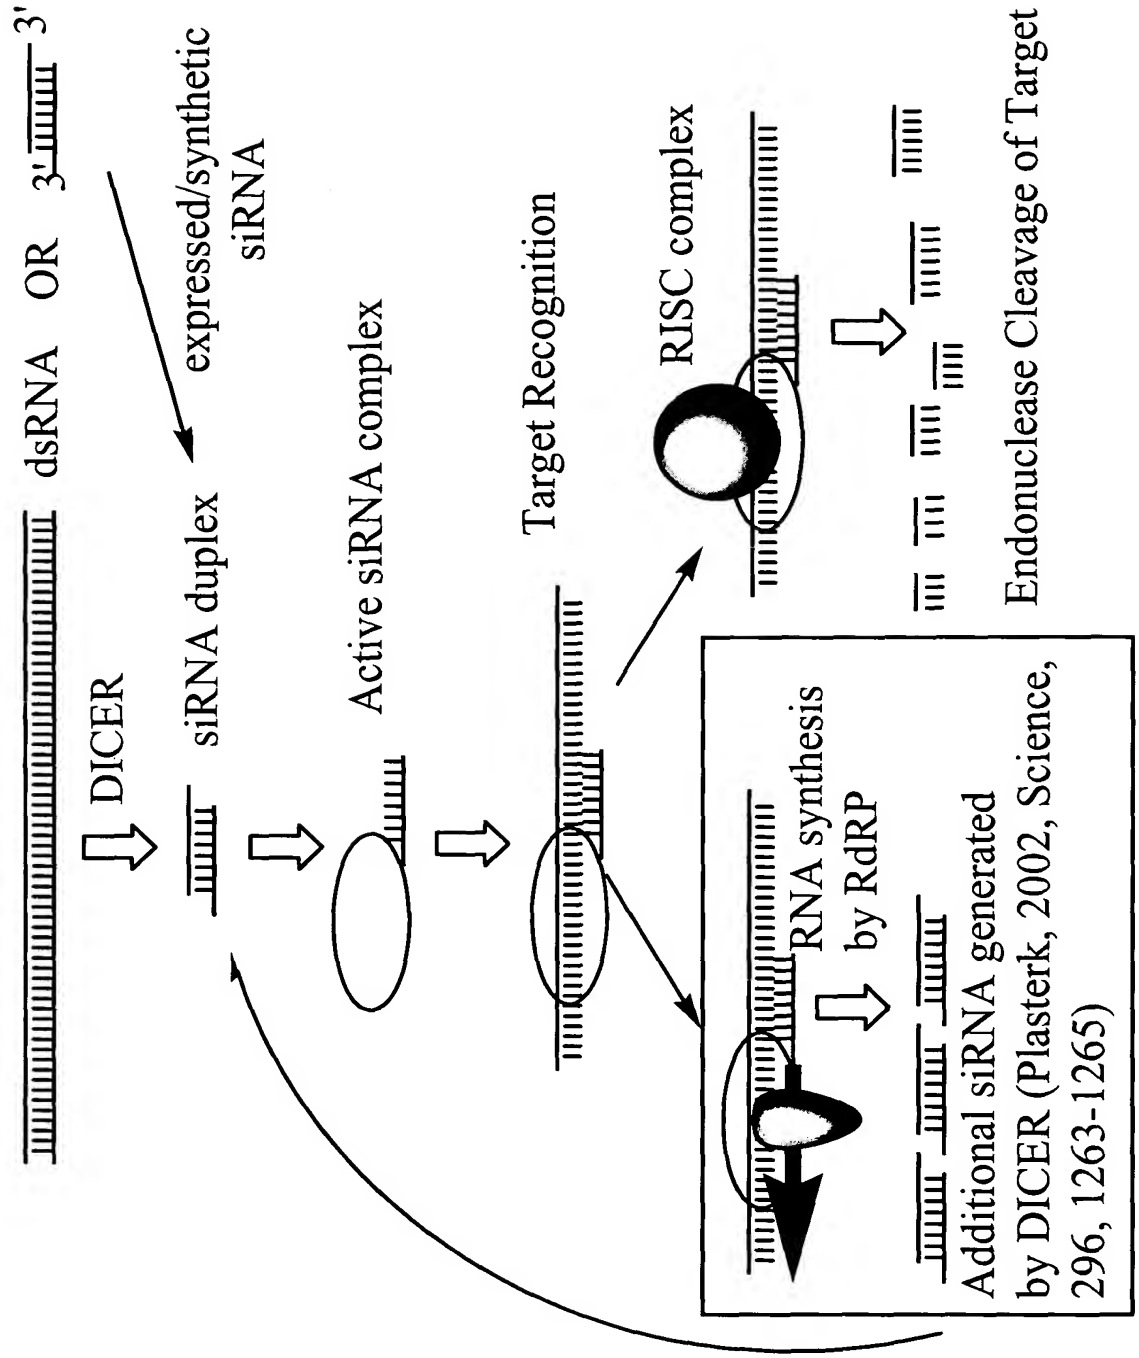 dsRNA OR 3' 3'
DICER
siRNA duplex
expressed/synthetic
siRNA
Active siRNA complex
Target Recognition
RISC complex
RNA synthesis
by RdRP
Additional siRNA generated
by DICER (Plasterk, 2002, Science,
296, 1263-1265)
Endonuclease Cleavage of Target